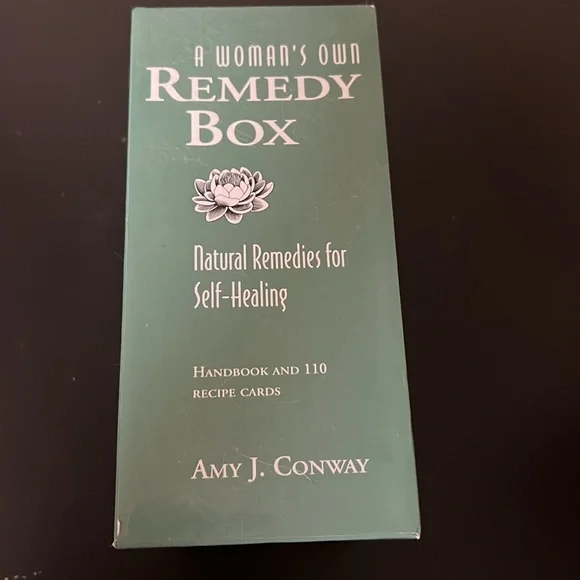 A WOMAN'S OWN
REMEDY
BOX
Natural Remedies for
Self-Healing
HANDBOOK AND 110
RECIPE CARDS
AMY J. CONWAY